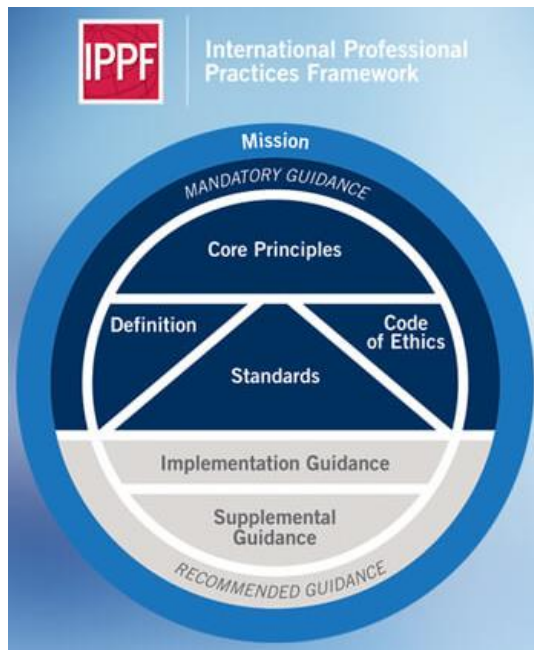 IPPF
International Professional
Practices Framework
Mission
MANDATORY GUIDANCE
Core Principles
Definition
Code
of Ethics
Standards
Implementation Guidance
Supplemental
Guidance
RECOMMENDED GUIDANCE